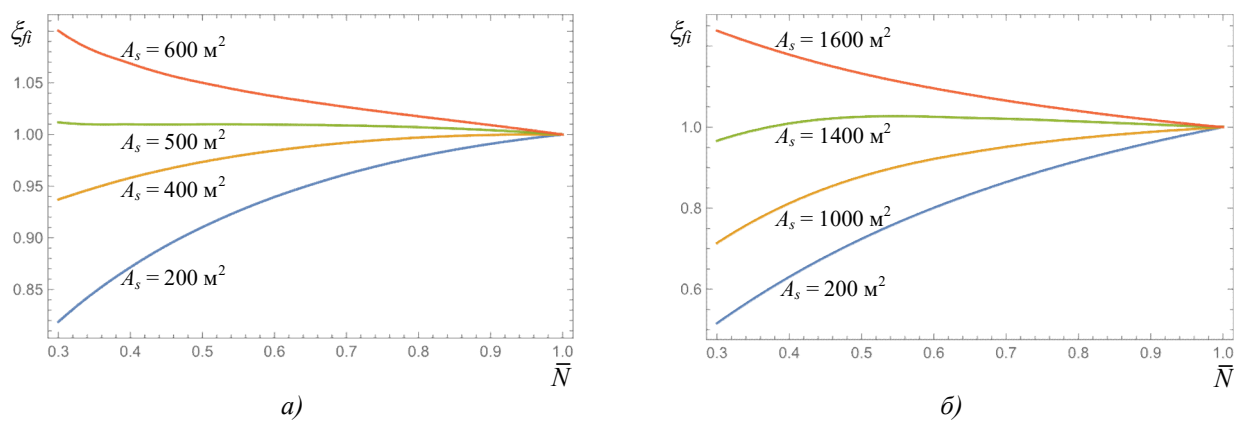 ξfi
1.05
1.00
0.95
0.90
0.85
0.3 0.4 0.5 0.6 0.7 0.8 0.9 1.0
N̅
As = 600 м²
As = 500 м²
As = 400 м²
As = 200 м²
а)
ξfi
1.0
0.8
0.6
0.3 0.4 0.5 0.6 0.7 0.8 0.9 1.0
N̅
As = 1600 м²
As = 1400 м²
As = 1000 м²
As = 200 м²
б)